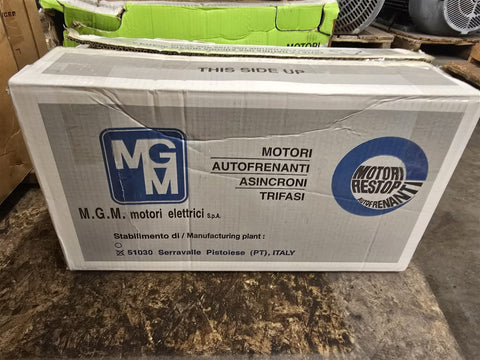 MOTORI
THIS SIDE UP
MGM
M.G.M. motori elettrici S.p.A.
MOTORI
AUTOFRENANTI
ASINCRONI
TRIFASI
MOTORI
RESTOP
AUTOFRENANTI
Stabilimento di / Manufacturing plant :
51030 Serravalle Pistoiese (PT), ITALY